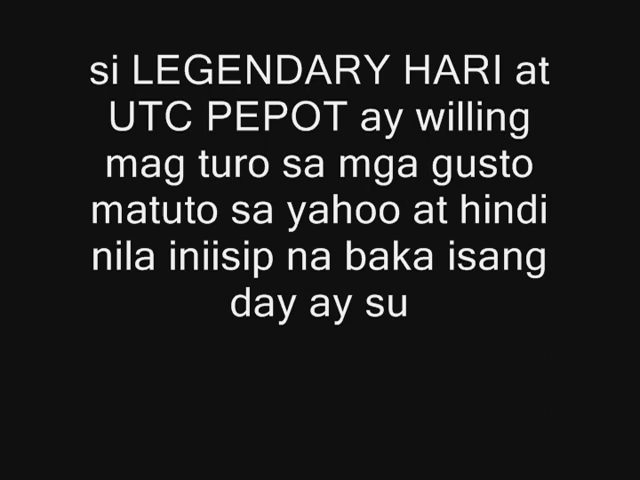 si LEGENDARY HARI at
UTC PEPOT ay willing
mag turo sa mga gusto
matuto sa yahoo at hindi
nila iniisip na baka isang
day ay su